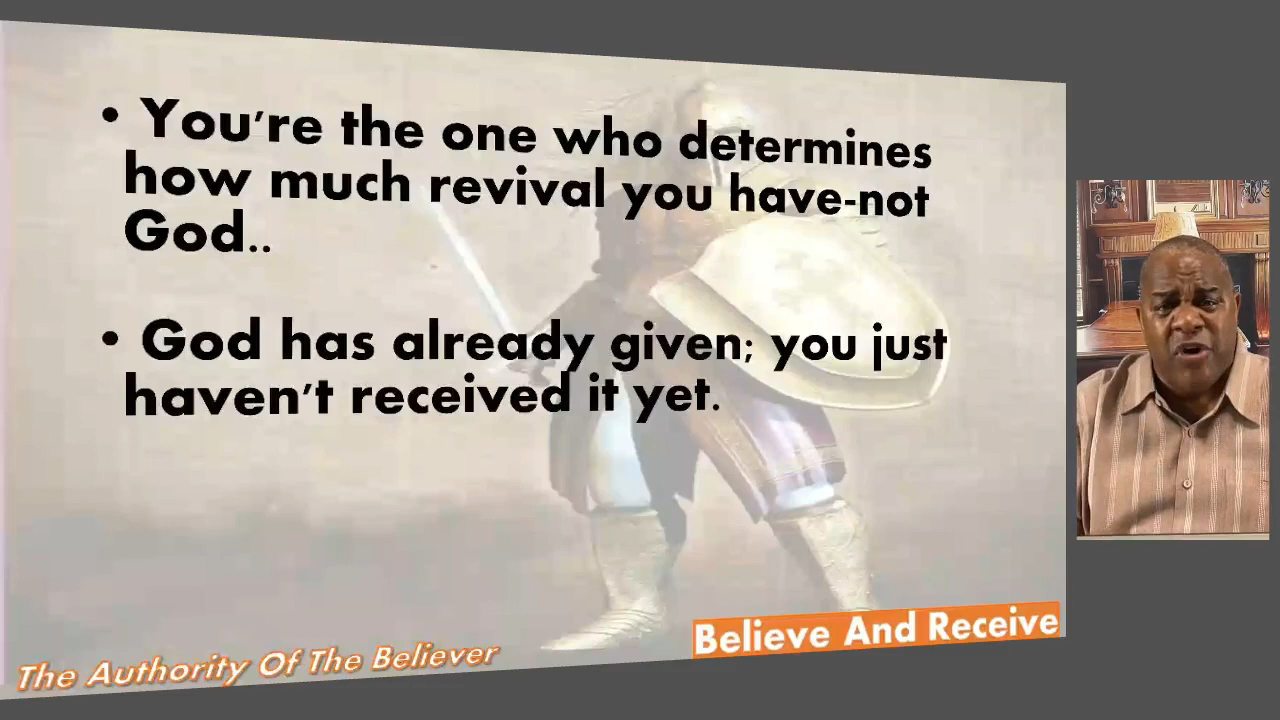 • You're the one who determines
how much revival you have-not
God..
• God has already given; you just
haven't received it yet.
Believe And Receive
The Authority Of The Believer